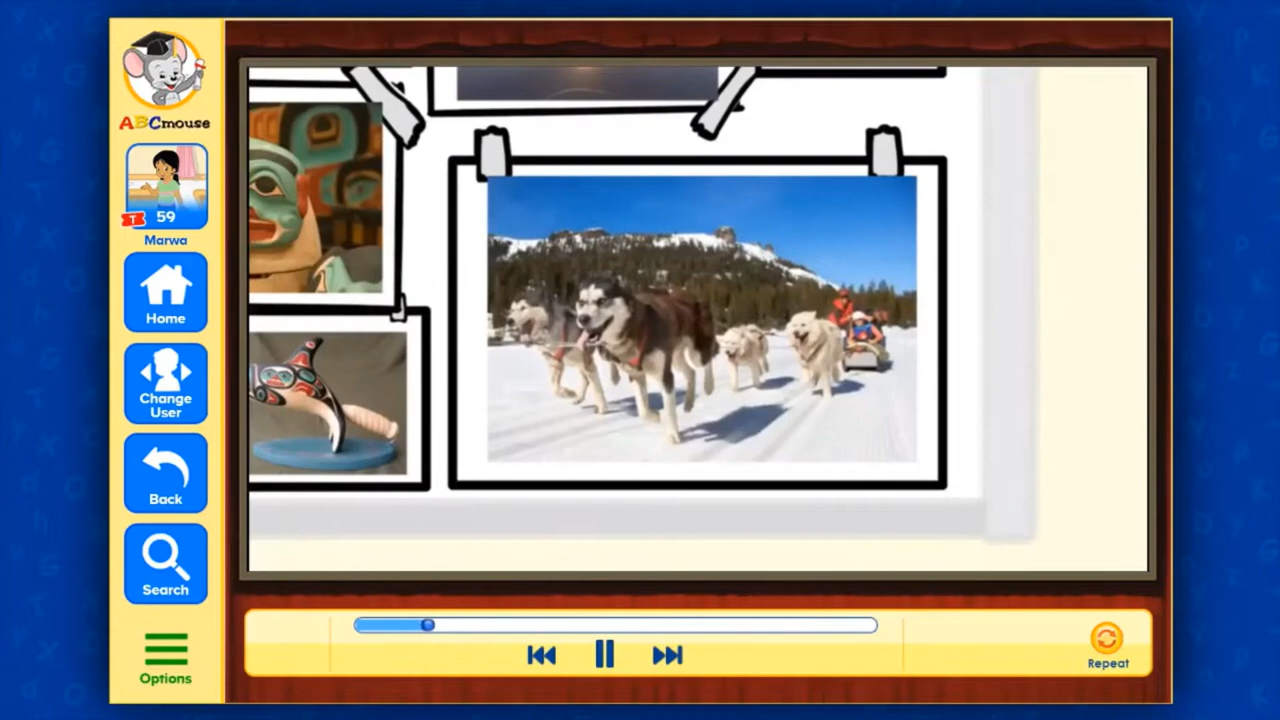 ABCmouse
T
59
Marwa
Home
Change
User
Back
Search
Options
Repeat